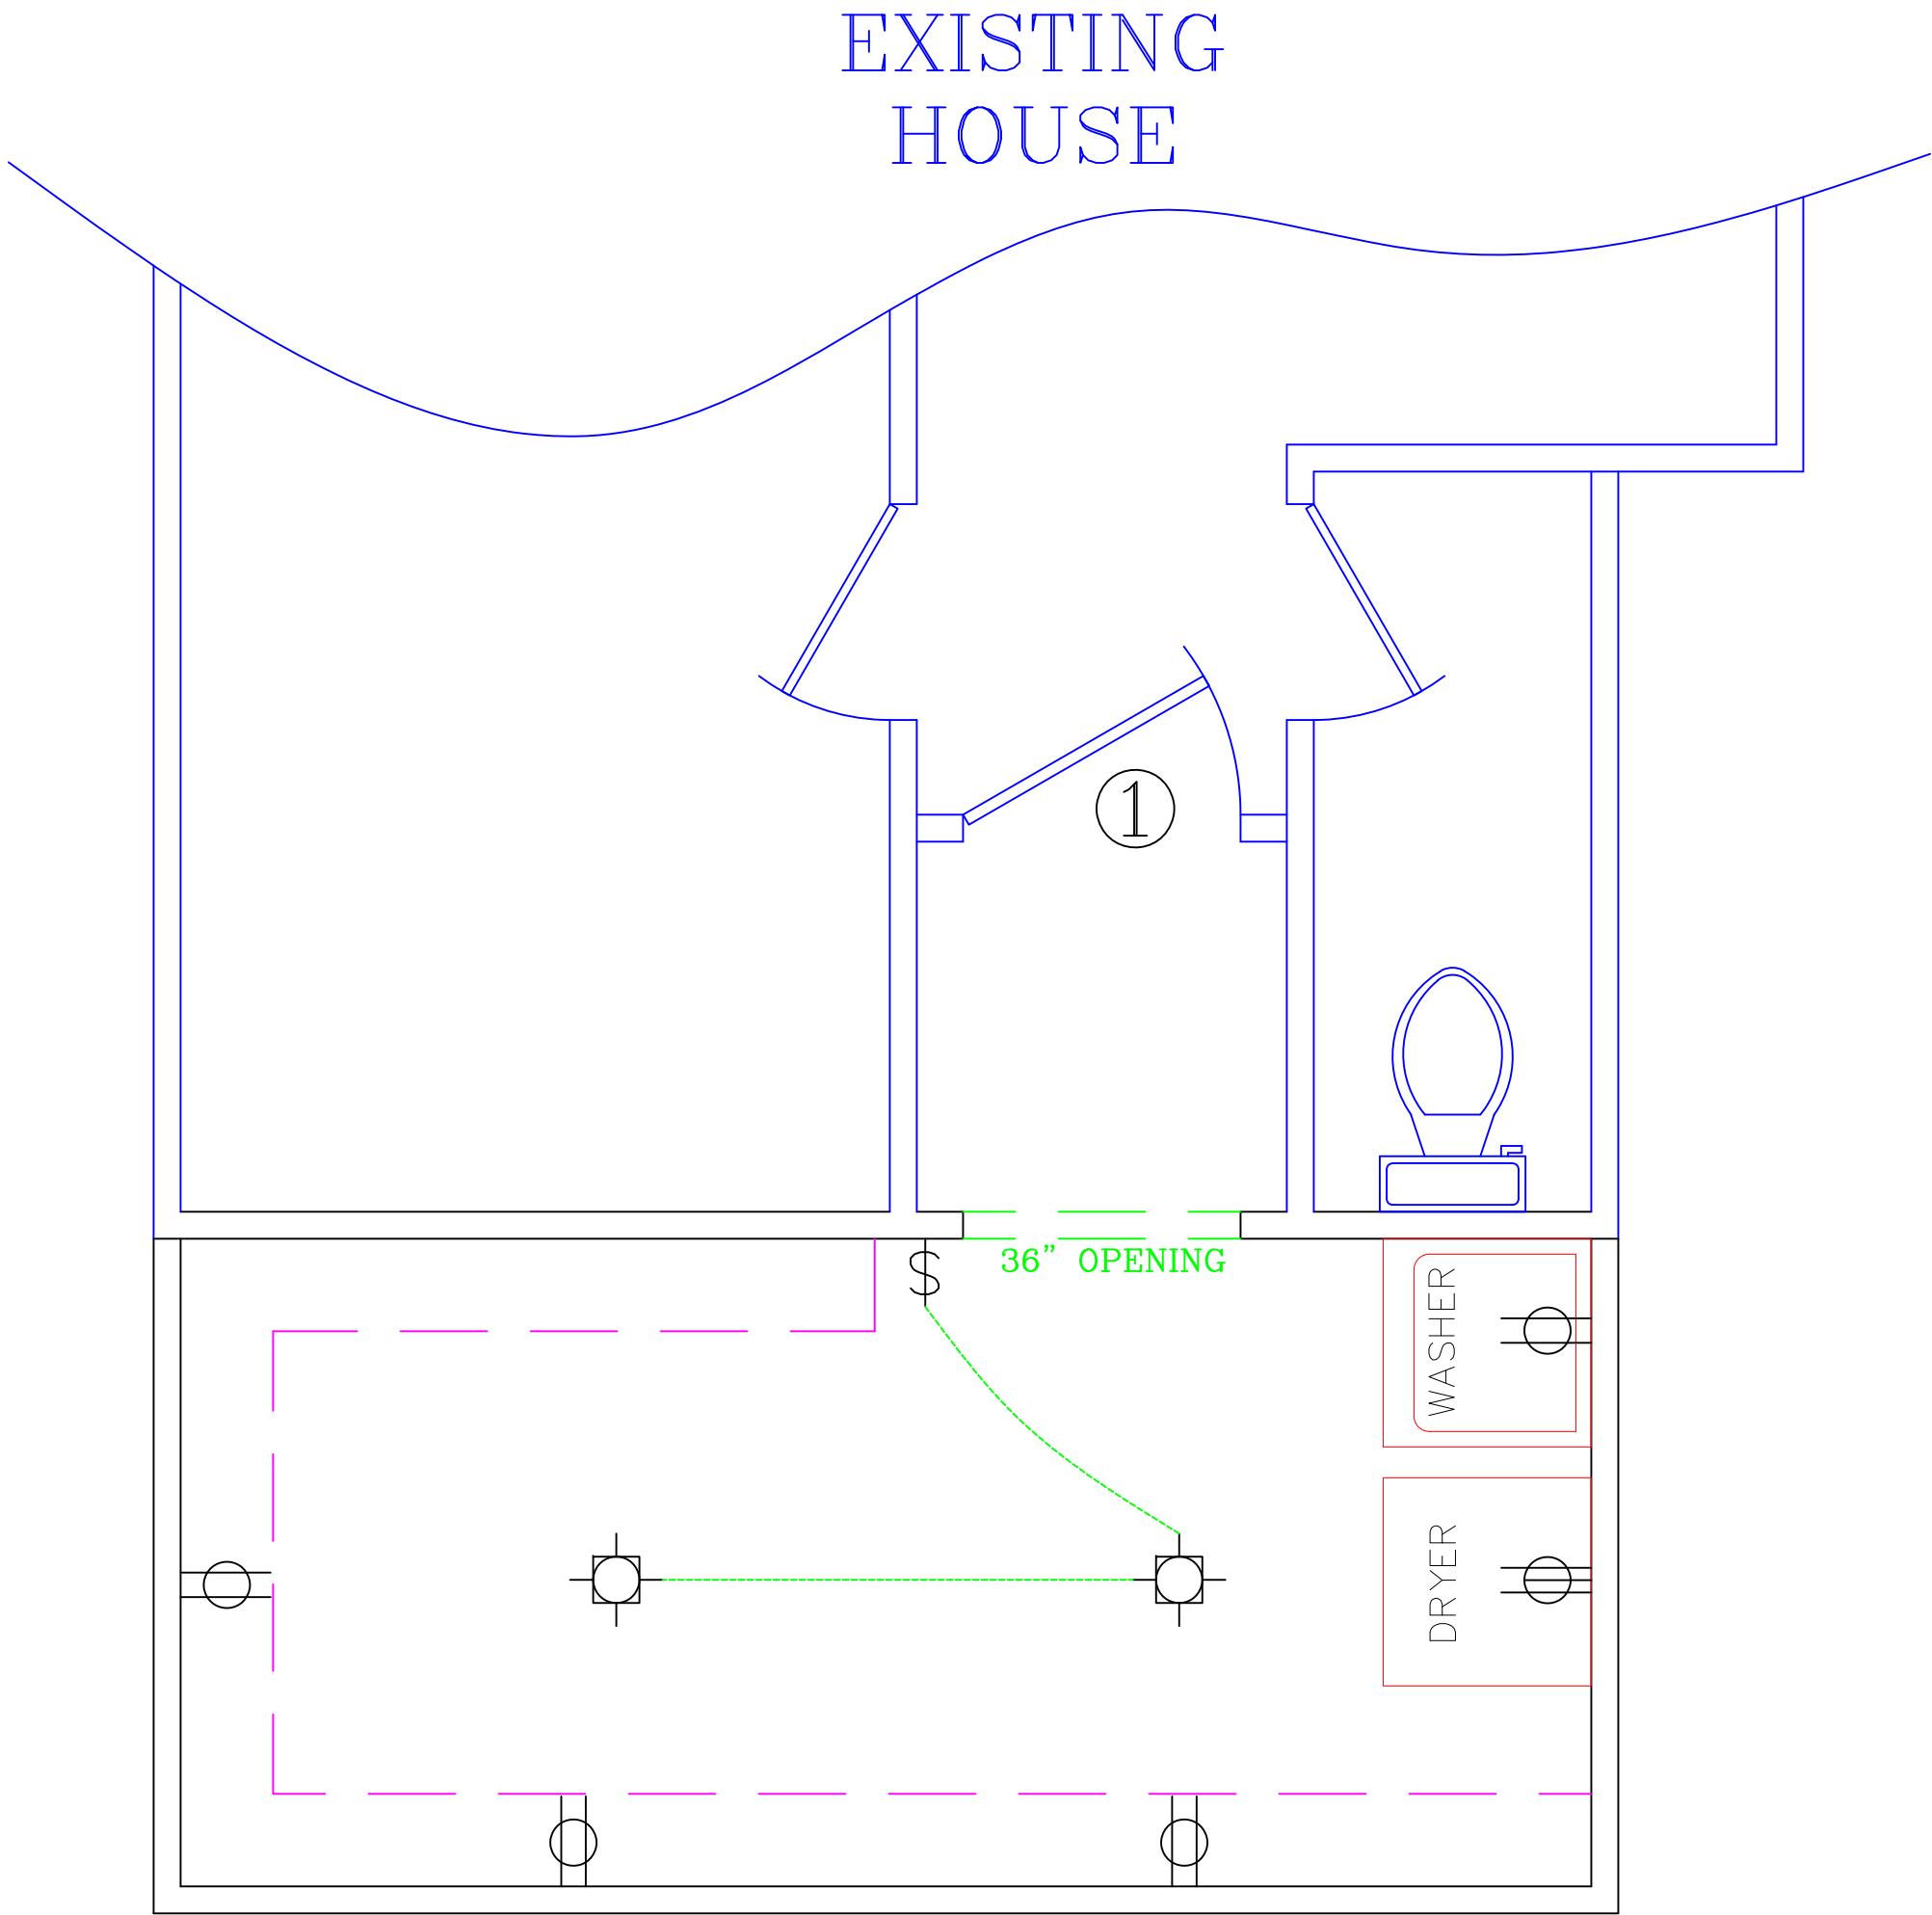 EXISTING
HOUSE
1
36" OPENING
$
WASHER
DRYER